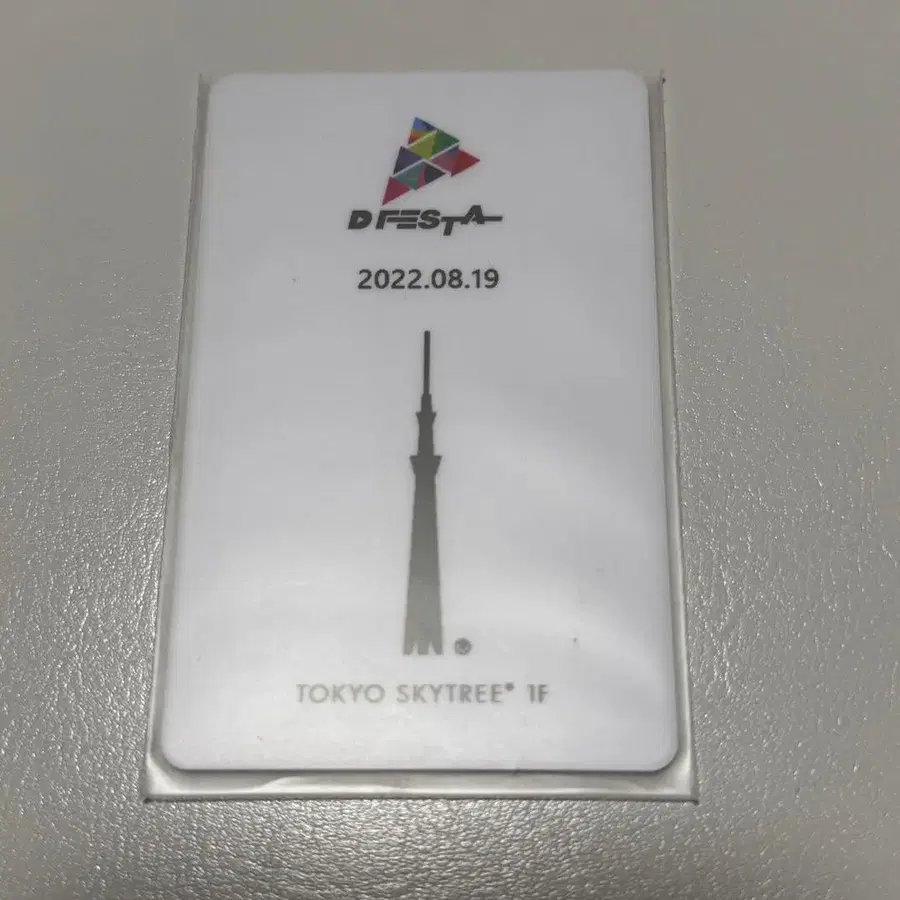 D FESTA
2022.08.19
TOKYO SKYTREE® 1F